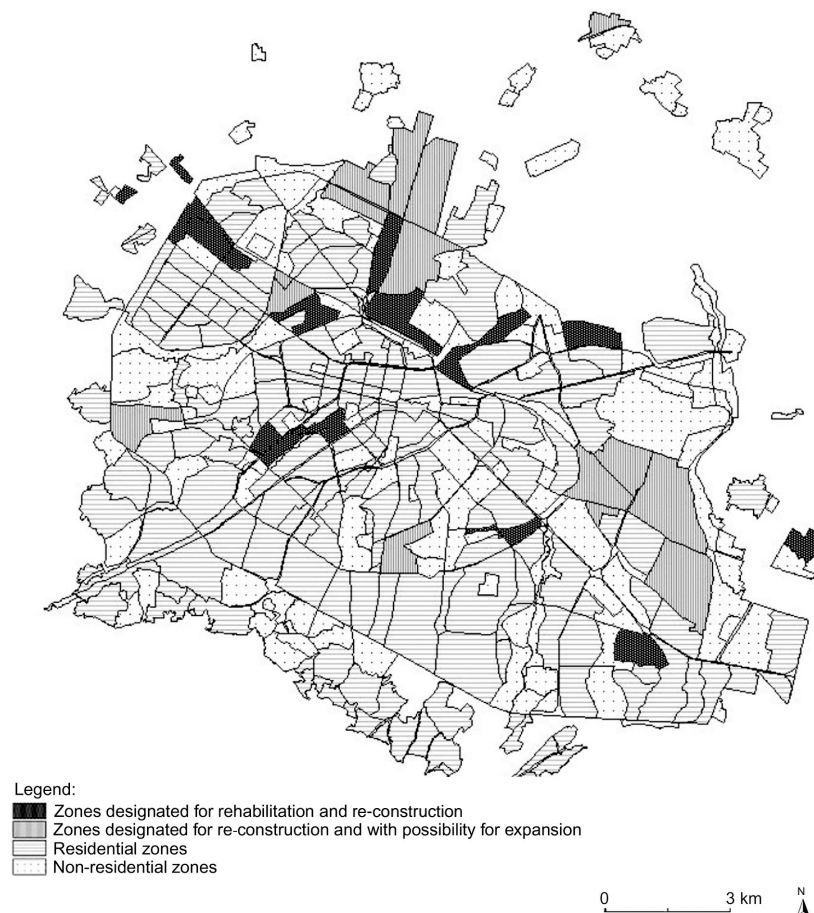 Legend:
Zones designated for rehabilitation and re-construction
Zones designated for re-construction and with possibility for expansion
Residential zones
Non-residential zones
0 3 km
N